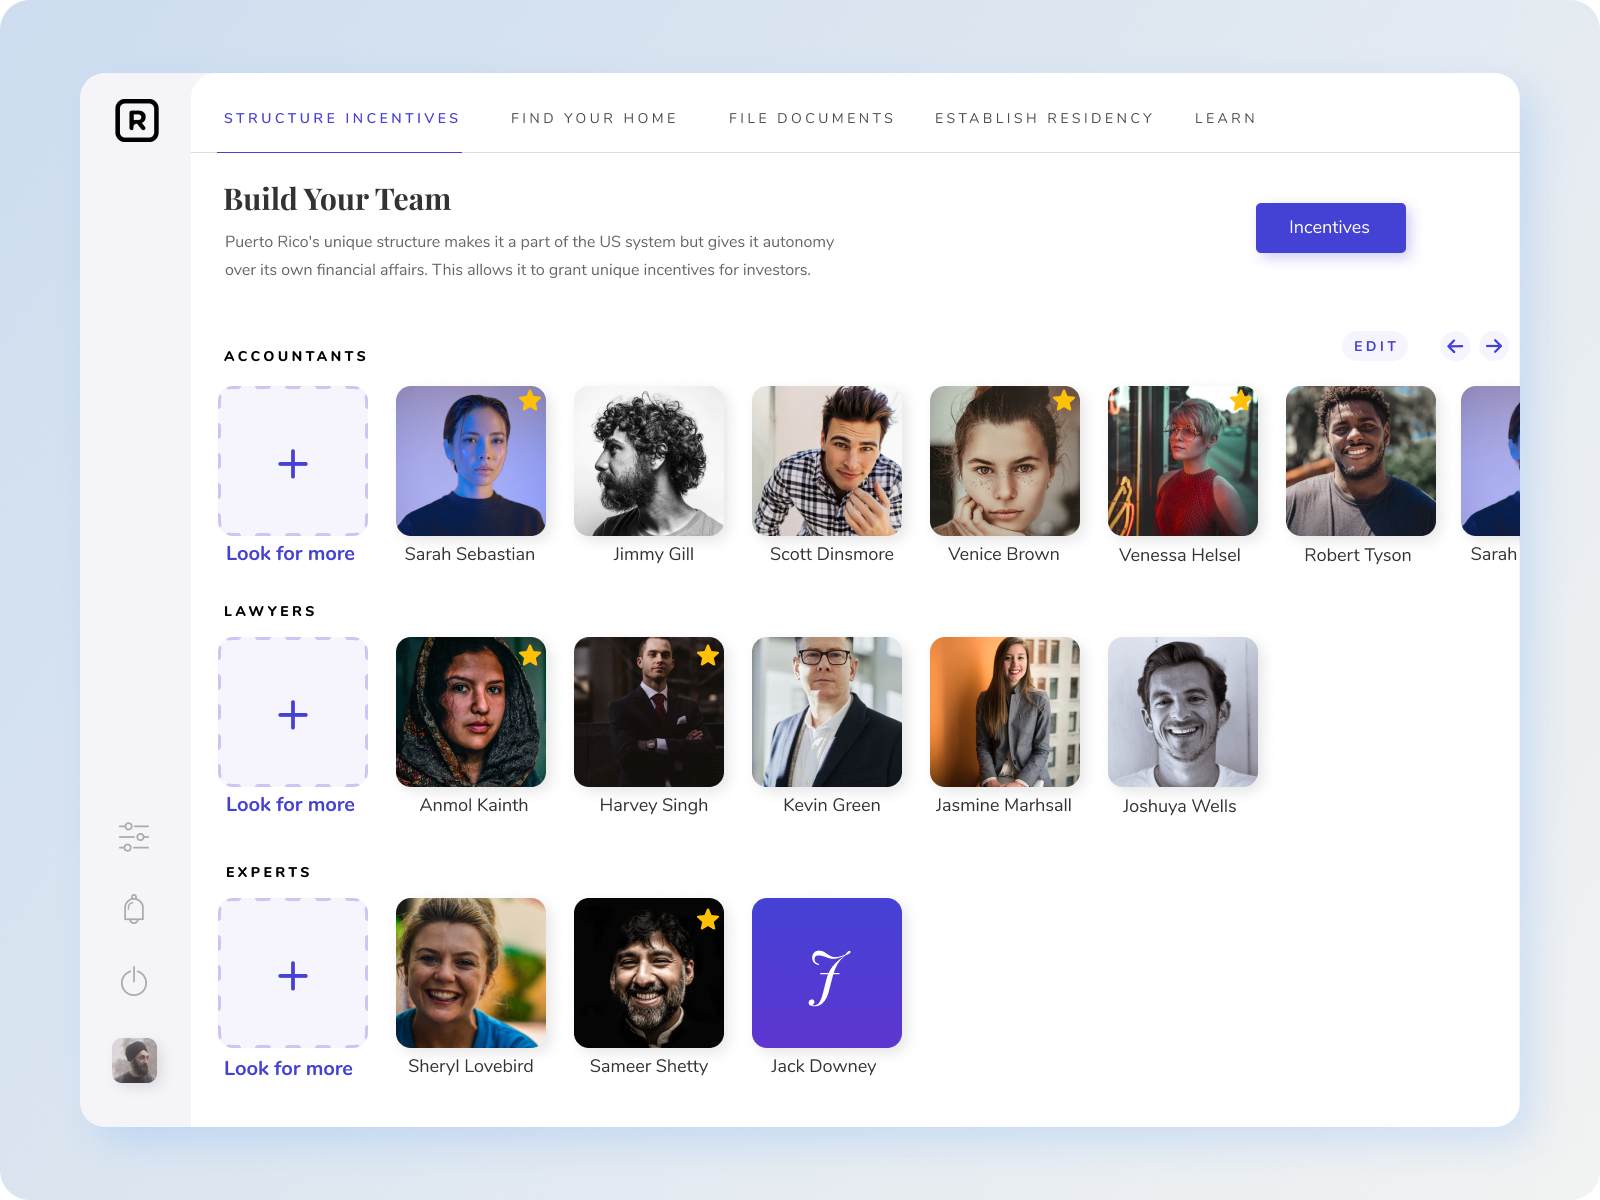 R
STRUCTURE INCENTIVES FIND YOUR HOME FILE DOCUMENTS ESTABLISH RESIDENCY LEARN
Build Your Team
Puerto Rico's unique structure makes it a part of the US system but gives it autonomy
over its own financial affairs. This allows it to grant unique incentives for investors.
Incentives
EDIT
ACCOUNTANTS
Look for more Sarah Sebastian Jimmy Gill Scott Dinsmore Venice Brown Venessa Helsel Robert Tyson Sarah
LAWYERS
Look for more Anmol Kainth Harvey Singh Kevin Green Jasmine Marhsall Joshuya Wells
EXPERTS
J
Look for more Sheryl Lovebird Sameer Shetty Jack Downey